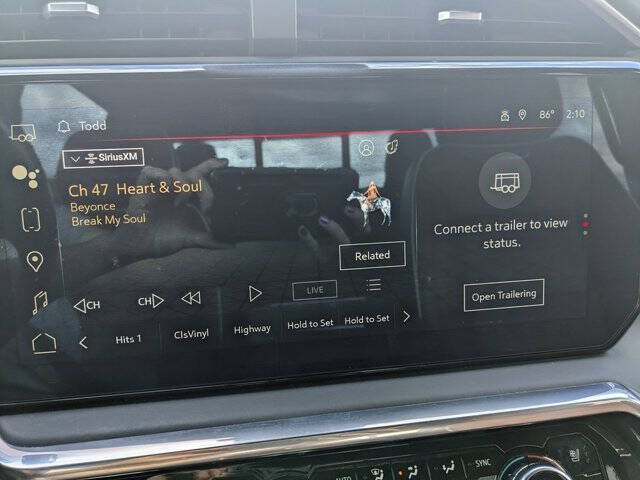 Todd
86° 2:10
SiriusXM
Ch 47 Heart & Soul
Beyonce
Break My Soul
Related
Connect a trailer to view
status.
Open Trailering
CH CH LIVE
Hits 1 ClsVinyl Highway Hold to Set Hold to Set
AUTO SYNC